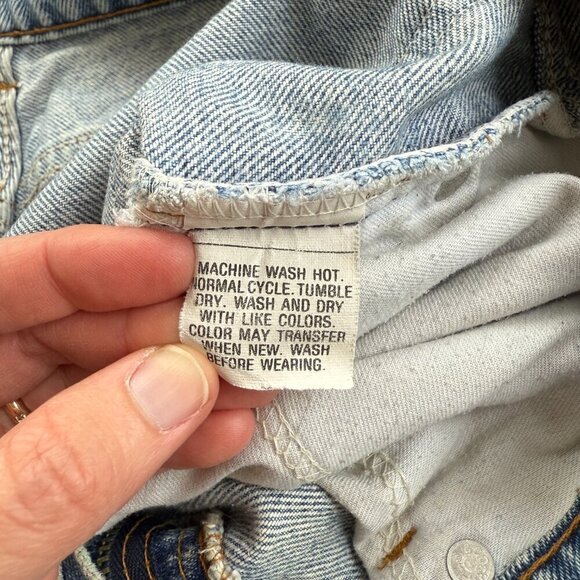 MACHINE WASH HOT.
NORMAL CYCLE. TUMBLE
DRY. WASH AND DRY
WITH LIKE COLORS.
COLOR MAY TRANSFER
WHEN NEW. WASH
BEFORE WEARING.